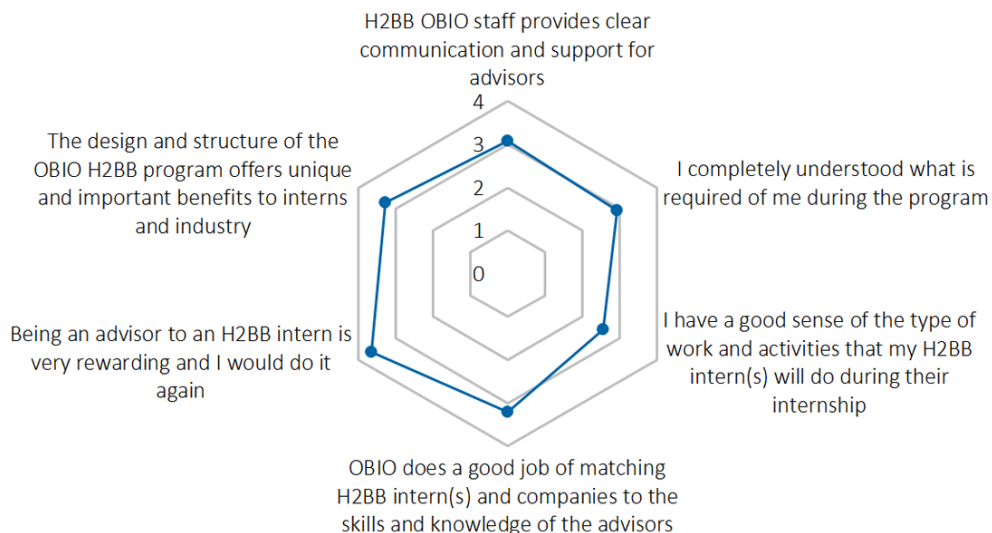 H2BB OBIO staff provides clear
communication and support for
advisors
4
3
2
1
0
I completely understood what is
required of me during the program
I have a good sense of the type of
work and activities that my H2BB
intern(s) will do during their
internship
OBIO does a good job of matching
H2BB intern(s) and companies to the
skills and knowledge of the advisors
Being an advisor to an H2BB intern is
very rewarding and I would do it
again
The design and structure of the
OBIO H2BB program offers unique
and important benefits to interns
and industry